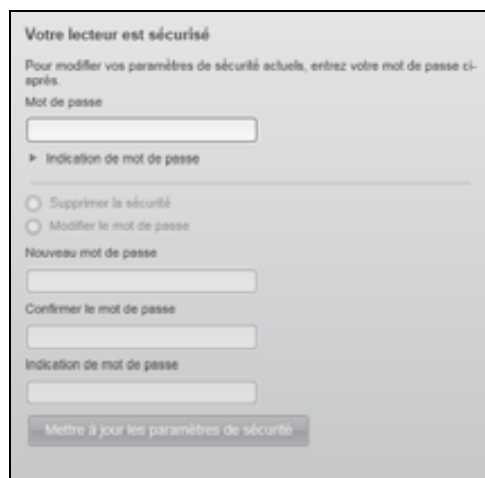 Votre lecteur est sécurisé
Pour modifier vos paramètres de sécurité actuels, entrez votre mot de passe ci-
après.
Mot de passe
Indication de mot de passe
Supprimer la sécurité
Modifier le mot de passe
Nouveau mot de passe
Confirmer le mot de passe
Indication de mot de passe
Mettre à jour les paramètres de sécurité